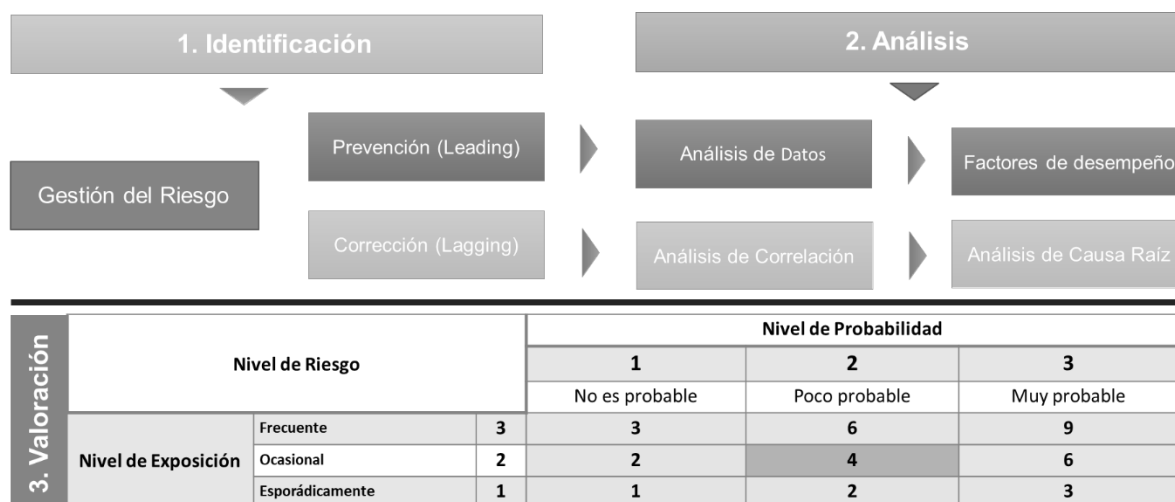 1. Identificación
2. Análisis
Prevención (Leading)
Análisis de Datos
Factores de desempeño
Gestión del Riesgo
Corrección (Lagging)
Análisis de Correlación
Análisis de Causa Raíz
3. Valoración
Nivel de Riesgo
Nivel de Probabilidad
1 2 3
No es probable Poco probable Muy probable
Nivel de Exposición
Frecuente 3 3 6 9
Ocasional 2 2 4 6
Esporádicamente 1 1 2 3